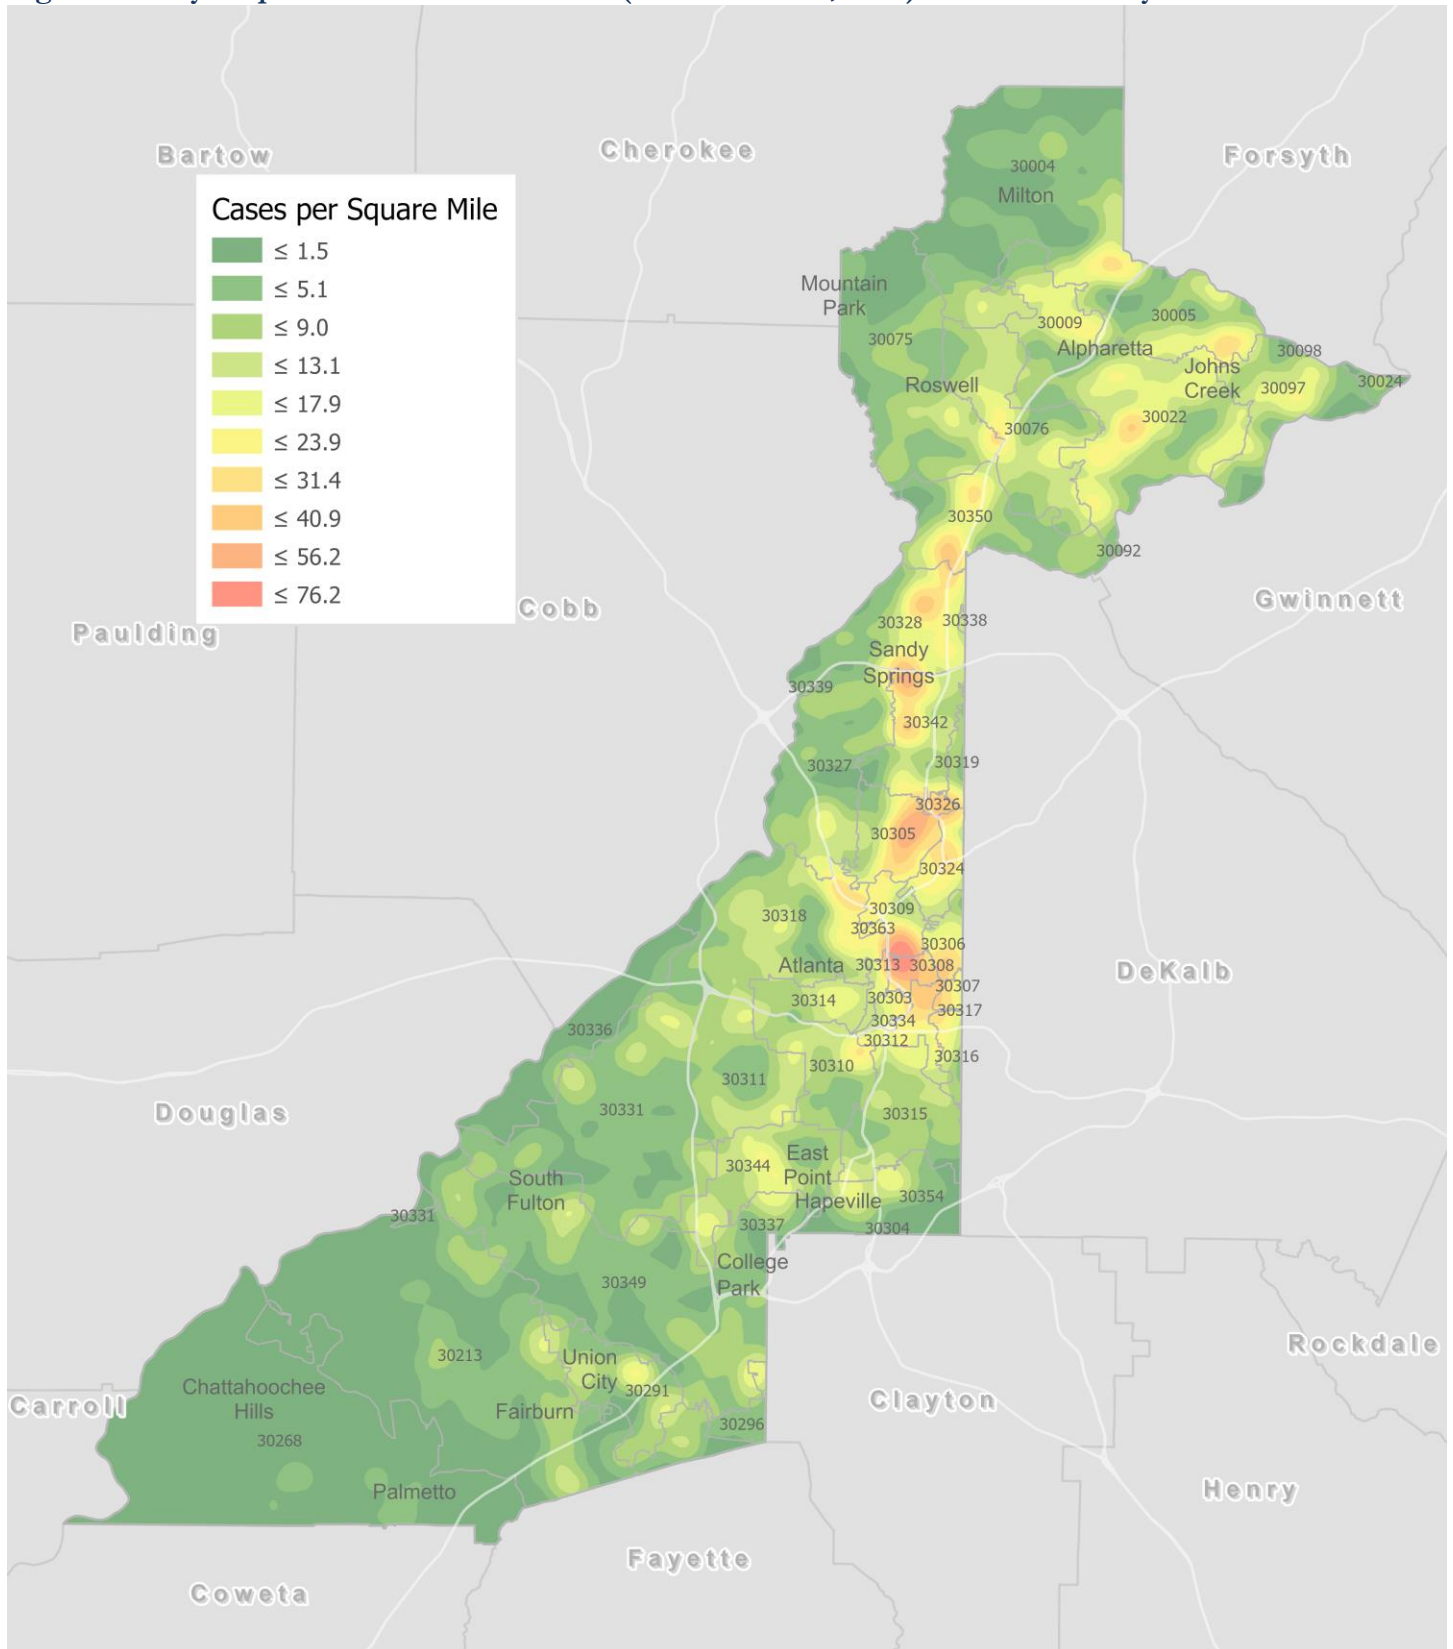 Bartow
Cherokee
Forsyth
Cases per Square Mile
≤ 1.5
≤ 5.1
≤ 9.0
≤ 13.1
≤ 17.9
≤ 23.9
≤ 31.4
≤ 40.9
≤ 56.2
≤ 76.2
30004
Milton
Mountain
Park
30075
30009
30005
Alpharetta
30098
Johns
Creek
30097
30024
Roswell
30076
30022
30350
30092
Paulding
Cobb
Gwinnett
30328
30338
Sandy
Springs
30339
30342
30327
30319
30326
30305
30324
30318
30309
30363
30306
Atlanta
30313
30308
DeKalb
30307
30314
30303
30317
30334
30336
30312
30316
30310
30311
Douglas
30331
30315
30344
East
Point
South
Fulton
Hapeville
30354
30331
30337
30304
College
Park
30349
Rockdale
30213
Union
City
30291
Chattahoochee
Hills
Carroll
Fairburn
Clayton
30296
30268
Palmetto
Henry
Fayette
Coweta